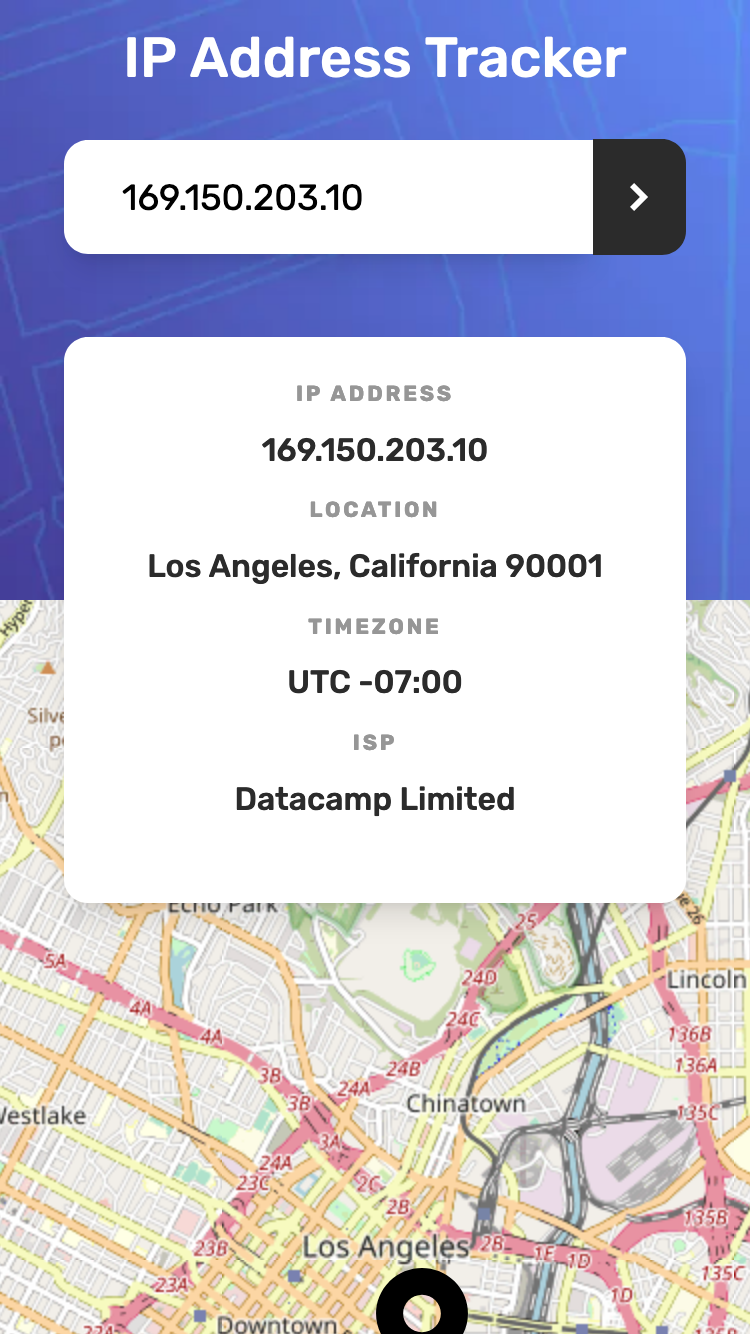 IP Address Tracker
169.150.203.10
IP ADDRESS
169.150.203.10
LOCATION
Los Angeles, California 90001
TIMEZONE
UTC -07:00
ISP
Datacamp Limited
Hyper
Silve
Echo Park
25
5A
24D
Lincoln
4A
24C
4A
136B
136A
3B
24B
24A
3B
Chinatown
135C
Westlake
3A
24A
23C
2C
2B
135B
23B
Los Angeles
2B
1E
1D
135C
23A
1D
22A
Downtown